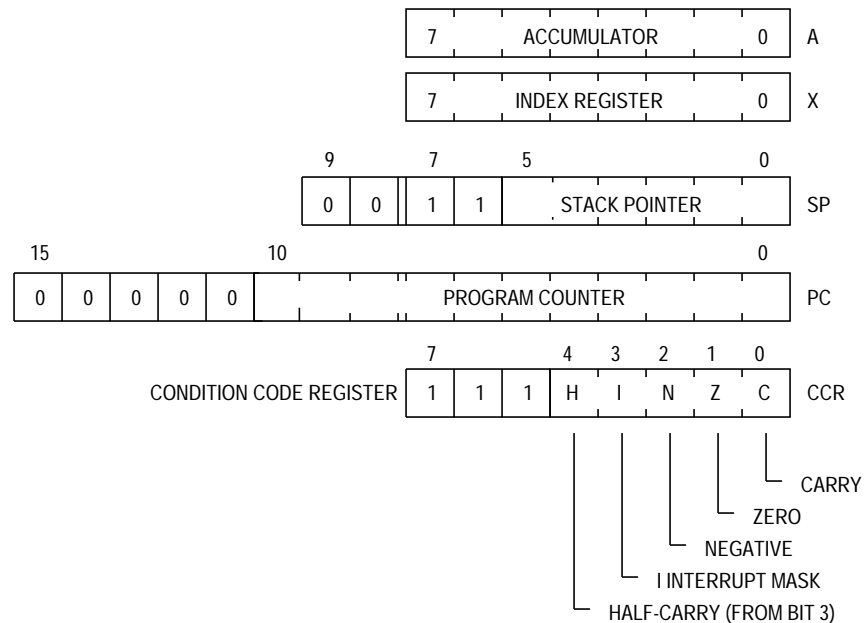 7 ACCUMULATOR 0 A
7 INDEX REGISTER 0 X
9 7 5 0
0 0 1 1 STACK POINTER SP
15 10 0
0 0 0 0 0 PROGRAM COUNTER PC
7 4 3 2 1 0
CONDITION CODE REGISTER 1 1 1 H I N Z C CCR
CARRY
ZERO
NEGATIVE
I INTERRUPT MASK
HALF-CARRY (FROM BIT 3)